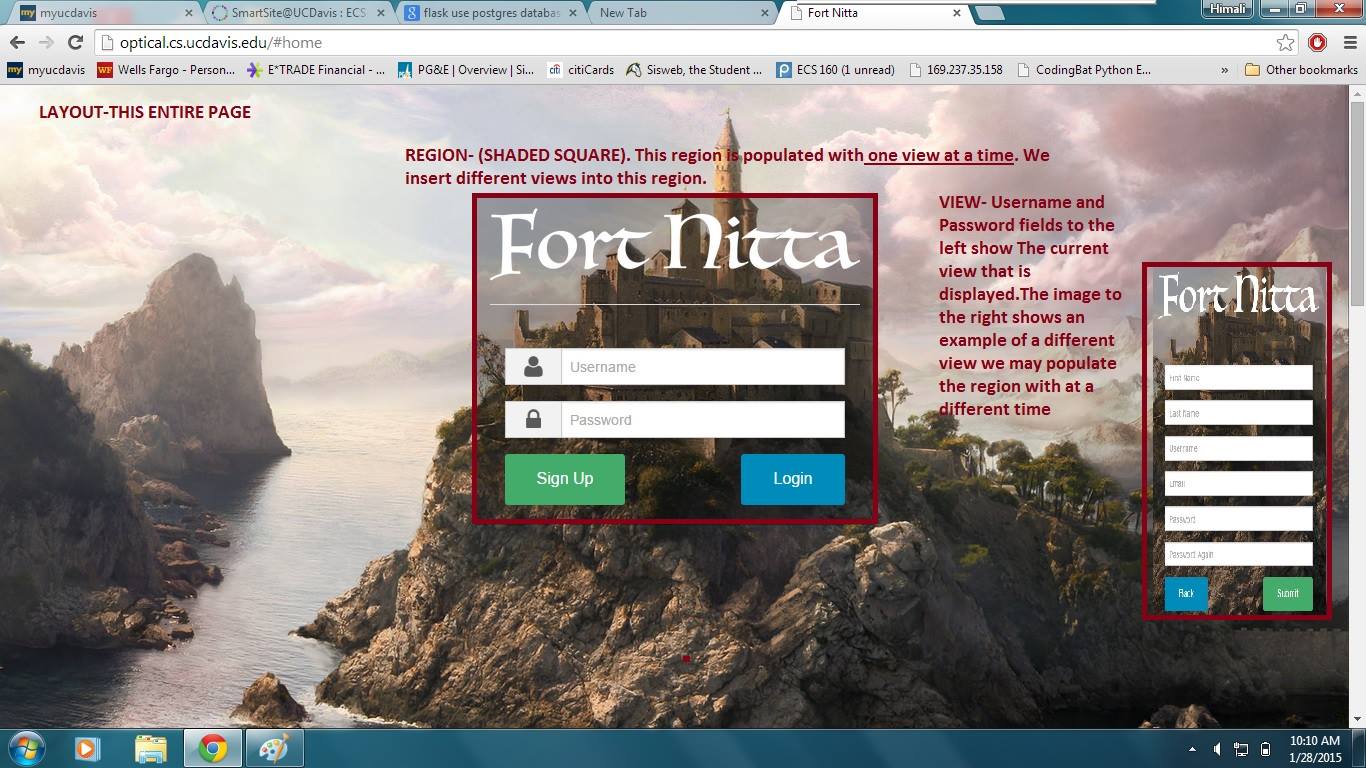 myucdavis
SmartSite@UCDavis : ECS
flask use postgres databas
New Tab
Fort Nitta
Himali
optical.cs.ucdavis.edu/#home
myucdavis
Wells Fargo - Person...
E*TRADE Financial - ...
PG&E | Overview | Si...
citi
citiCards
Sisweb, the Student ...
ECS 160 (1 unread)
169.237.35.158
CodingBat Python E...
»
Other bookmarks
LAYOUT-THIS ENTIRE PAGE
REGION- (SHADED SQUARE). This region is populated with one view at a time. We
insert different views into this region.
Fort Nitta
Username
Password
Sign Up
Login
VIEW- Username and
Password fields to the
left show The current
view that is
displayed.The image to
the right shows an
example of a different
view we may populate
the region with at a
different time
Fort Nitta
First Name
Last Name
Username
Email
Password
Password Again
Back
Submit
10:10 AM
1/28/2015